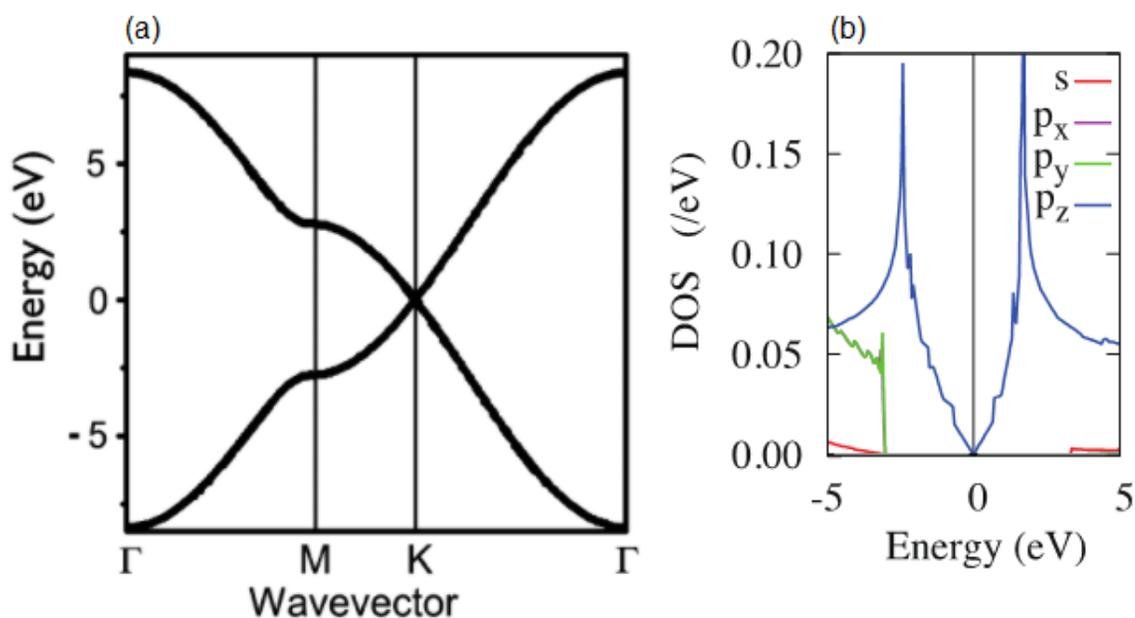 (a)
5
0
-5
Energy (eV)
Γ M K Γ
Wavevector
(b)
0.20
0.15
0.10
0.05
0.00
DOS (/eV)
s
px
py
pz
-5 0 5
Energy (eV)